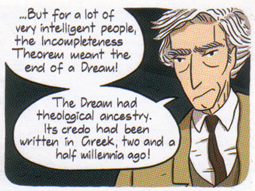 ...But for a lot of
very intelligent people,
the Incompleteness
Theorem meant the
end of a Dream!
The Dream had
theological ancestry.
Its credo had been
written in Greek, two and a
half millennia ago!